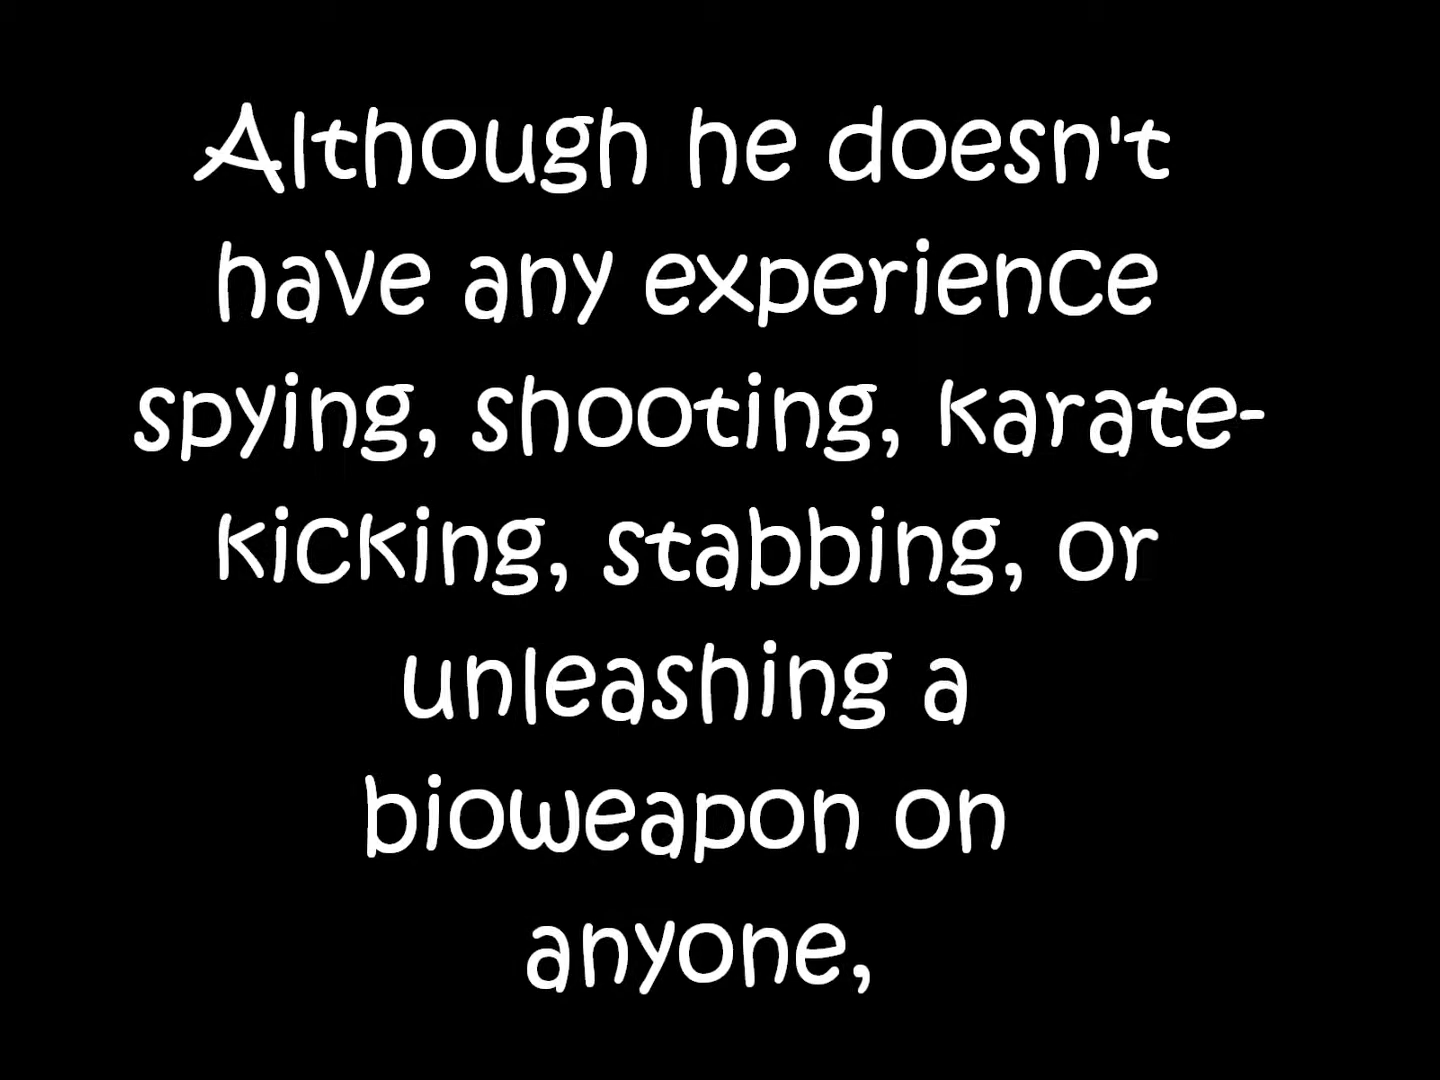 Although he doesn't
have any experience
spying, shooting, karate-
kicking, stabbing, or
unleashing a
bioweapon on
anyone,